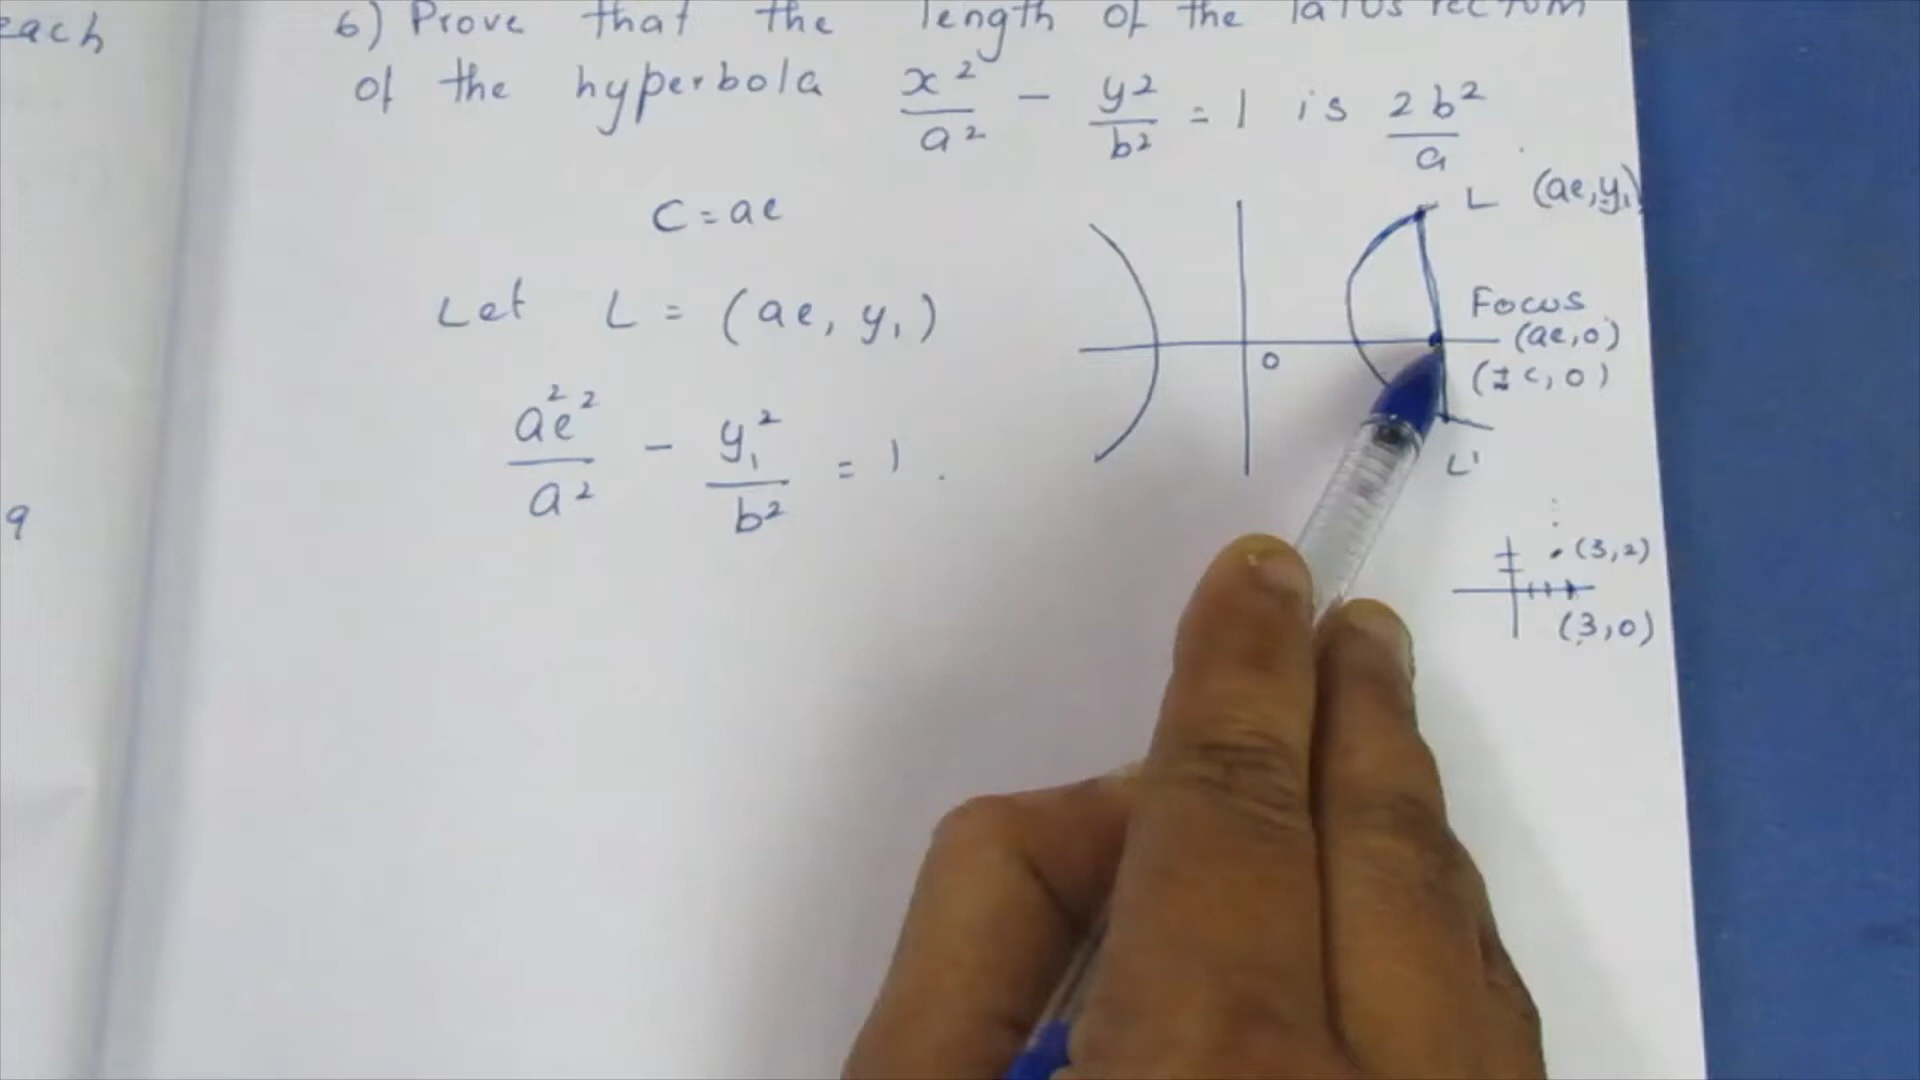 each
6) Prove that the length of the latus rectum
of the hyperbola x²/a² - y²/b² = 1 is 2b²/a
C = ae
L (ae, y₁)
Let L = (ae, y₁)
Focus
(ae, 0)
(± c, 0)
O
a²e²/a² - y₁²/b² = 1.
L'
9
(3, 2)
(3, 0)